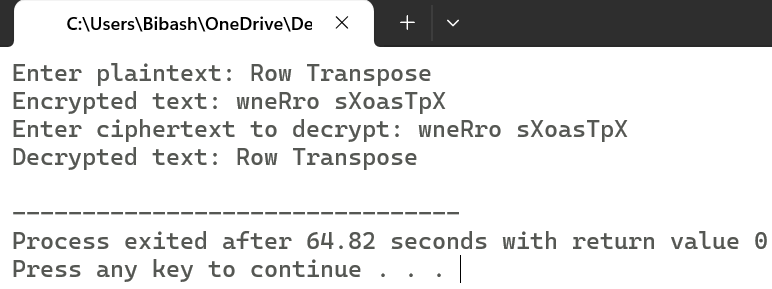 C:\Users\Bibash\OneDrive\De
Enter plaintext: Row Transpose
Encrypted text: wneRro sXoasTpX
Enter ciphertext to decrypt: wneRro sXoasTpX
Decrypted text: Row Transpose
--------------------------------
Process exited after 64.82 seconds with return value 0
Press any key to continue . . .